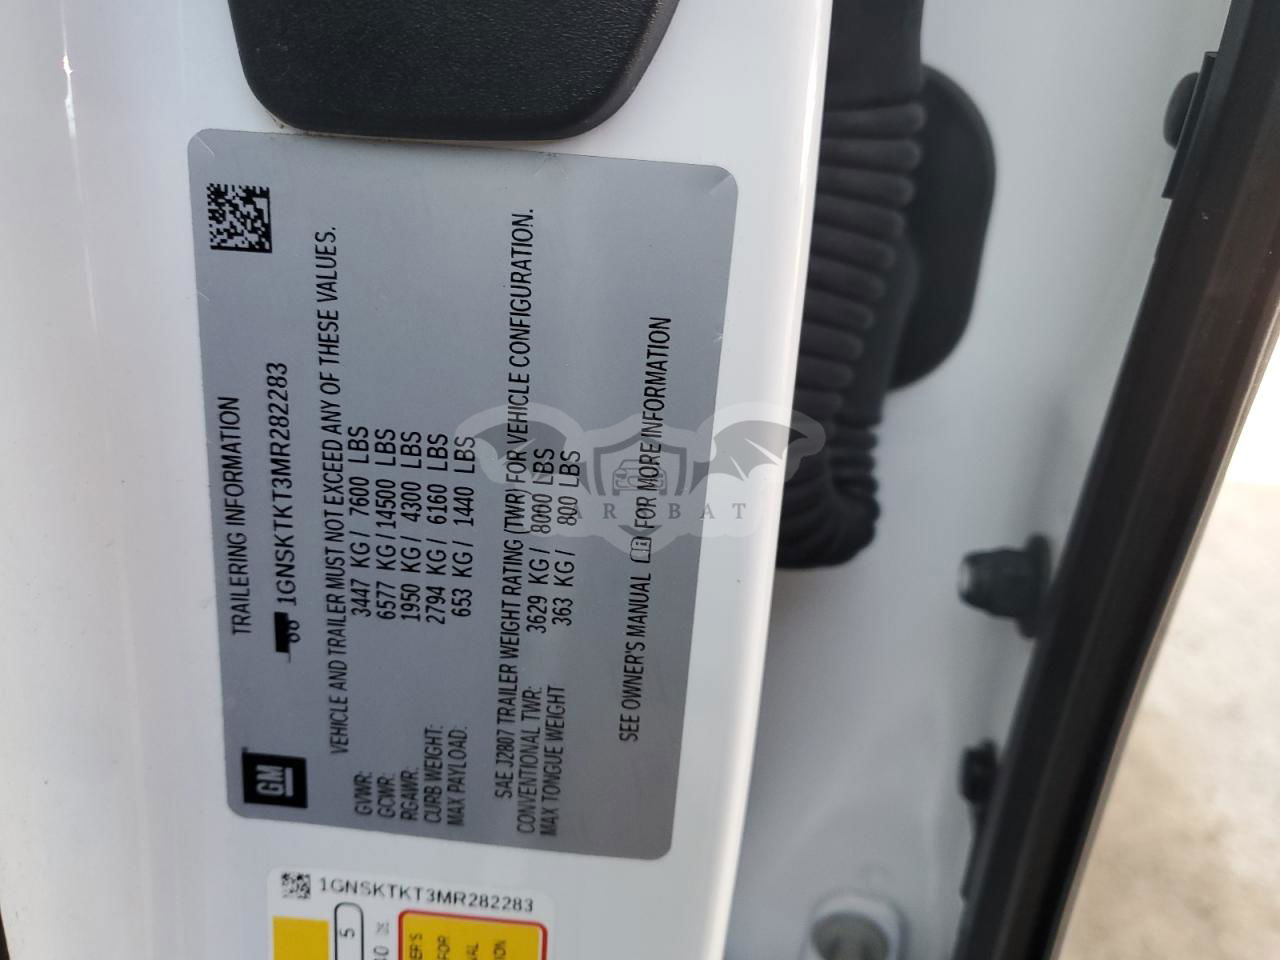 TRAILERING INFORMATION
1GNSKTKT3MR282283
VEHICLE AND TRAILER MUST NOT EXCEED ANY OF THESE VALUES.
GVWR: 3447 KG/ 7600 LBS
GCWR: 6577 KG/14500 LBS
RGAWR: 1950 KG/ 4300 LBS
CURB WEIGHT: 2794 KG/ 6160 LBS
MAX PAYLOAD: 653 KG/ 1440 LBS
SAE J2807 TRAILER WEIGHT RATING (TWR) FOR VEHICLE CONFIGURATION.
CONVENTIONAL TWR: 3629 KG/ 8000 LBS
MAX TONGUE WEIGHT 363 KG/ 800 LBS
SEE OWNER'S MANUAL FOR MORE INFORMATION
GM
1GNSKTKT3MR282283
5
FOR